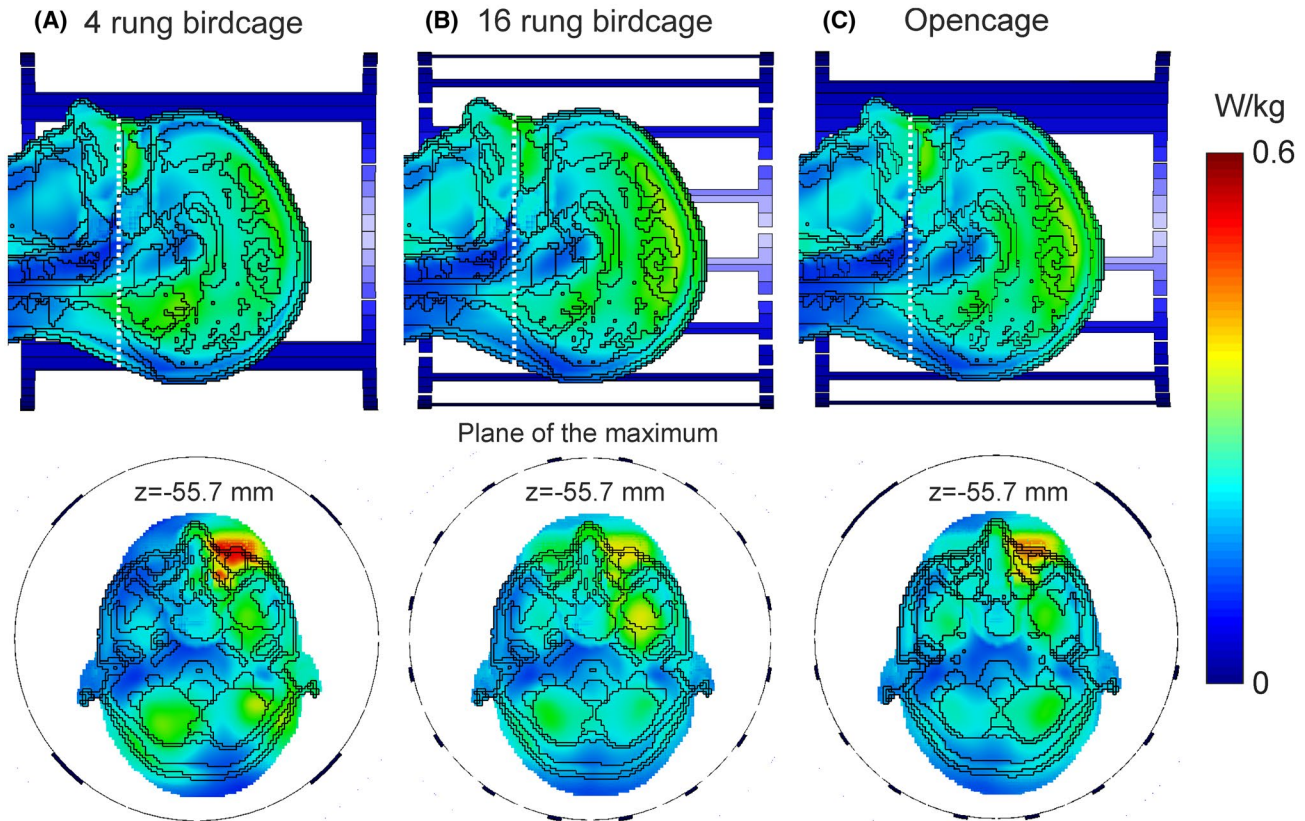 (A) 4 rung birdcage
(B) 16 rung birdcage
(C) Opencage
W/kg
0.6
0
Plane of the maximum
z=-55.7 mm
z=-55.7 mm
z=-55.7 mm